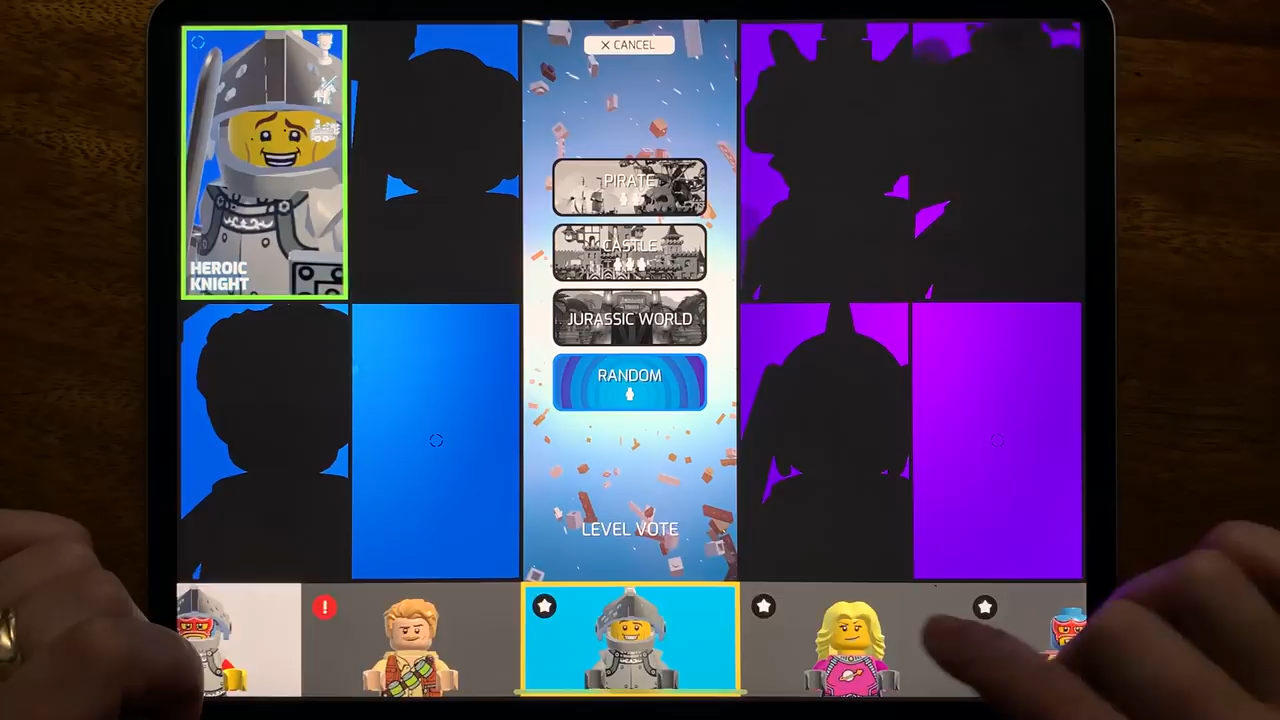 HEROIC
KNIGHT
X CANCEL
PIRATE
CASTLE
JURASSIC WORLD
RANDOM
LEVEL VOTE
!